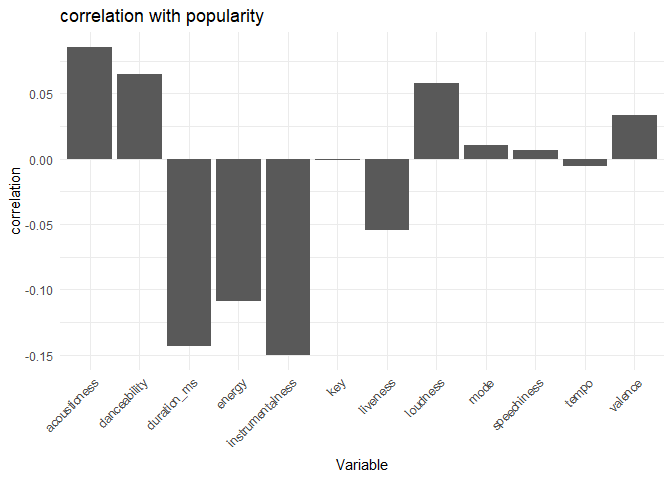 correlation with popularity
correlation
0.05
0.00
-0.05
-0.10
-0.15
acousticness
danceability
duration_ms
energy
instrumentalness
key
liveness
loudness
mode
speechiness
tempo
valence
Variable